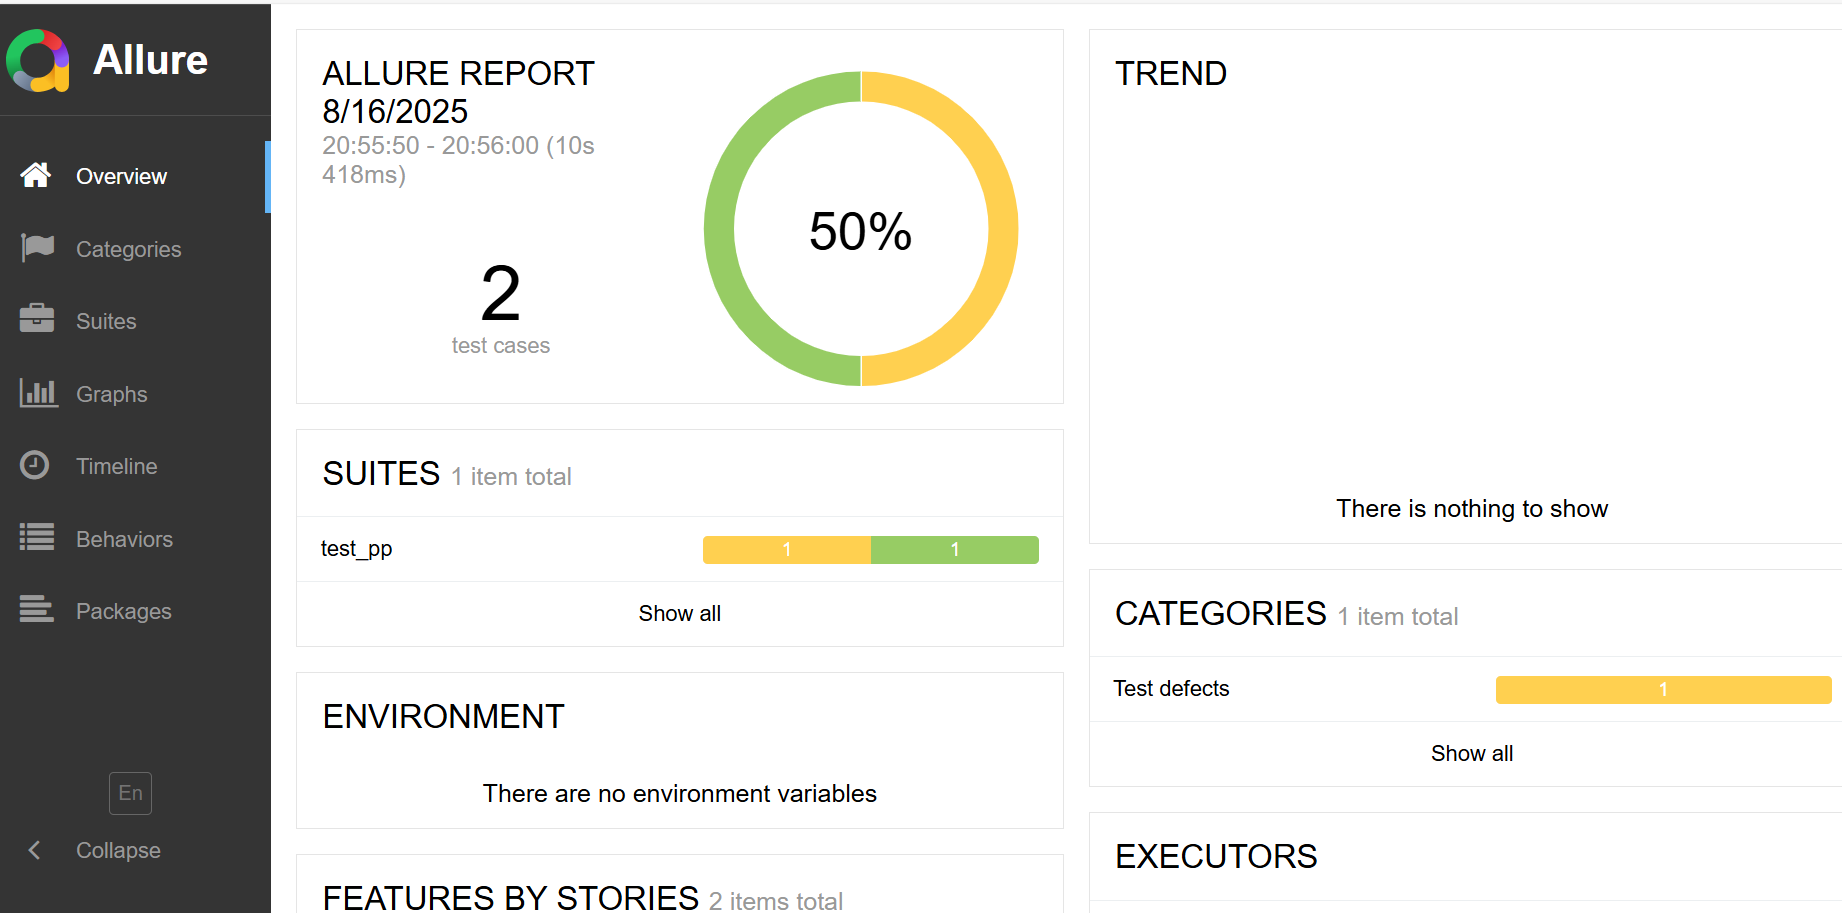 Allure
Overview
Categories
Suites
Graphs
Timeline
Behaviors
Packages
En
Collapse
ALLURE REPORT
8/16/2025
20:55:50 - 20:56:00 (10s
418ms)
2
test cases
50%
SUITES 1 item total
test_pp 1 1
Show all
ENVIRONMENT
There are no environment variables
FEATURES BY STORIES 2 items total
TREND
There is nothing to show
CATEGORIES 1 item total
Test defects 1
Show all
EXECUTORS